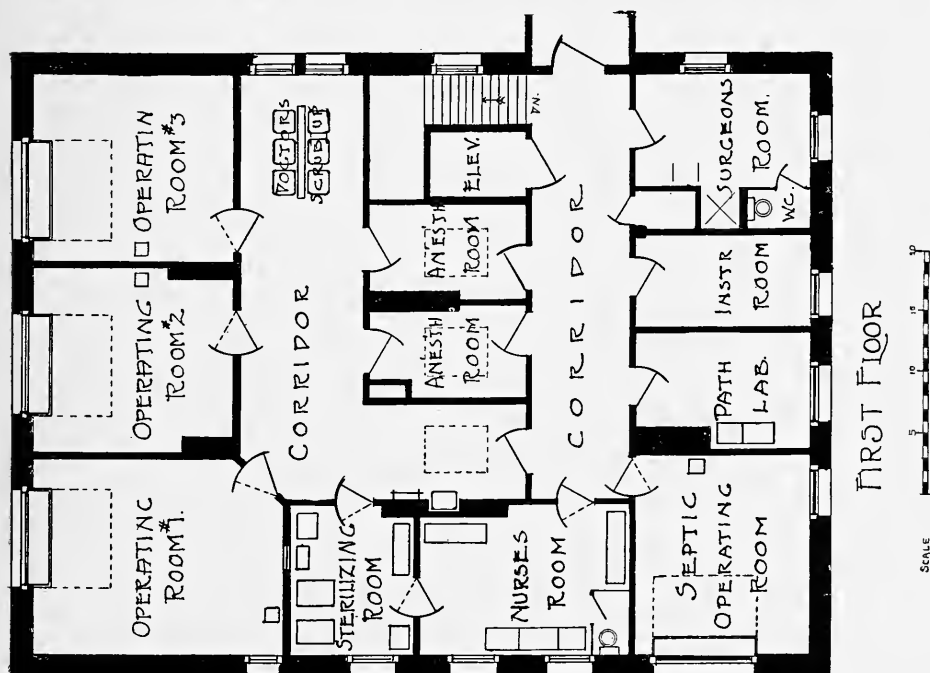 OPERATIN
ROOM #3
OPERATING
ROOM #2
OPERATING
ROOM #1.
DOCTORS
SCRUB UP
CORRIDOR
STERILIZING
ROOM
ELEV.
DN.
ANESTH
ROOM
ANESTH
ROOM
NURSES
ROOM
CORRIDOR
SURGEONS
ROOM.
W.C.
INSTR
ROOM
PATH
LAB.
SEPTIC
OPERATING
ROOM
FIRST FLOOR
SCALE
5 10 15